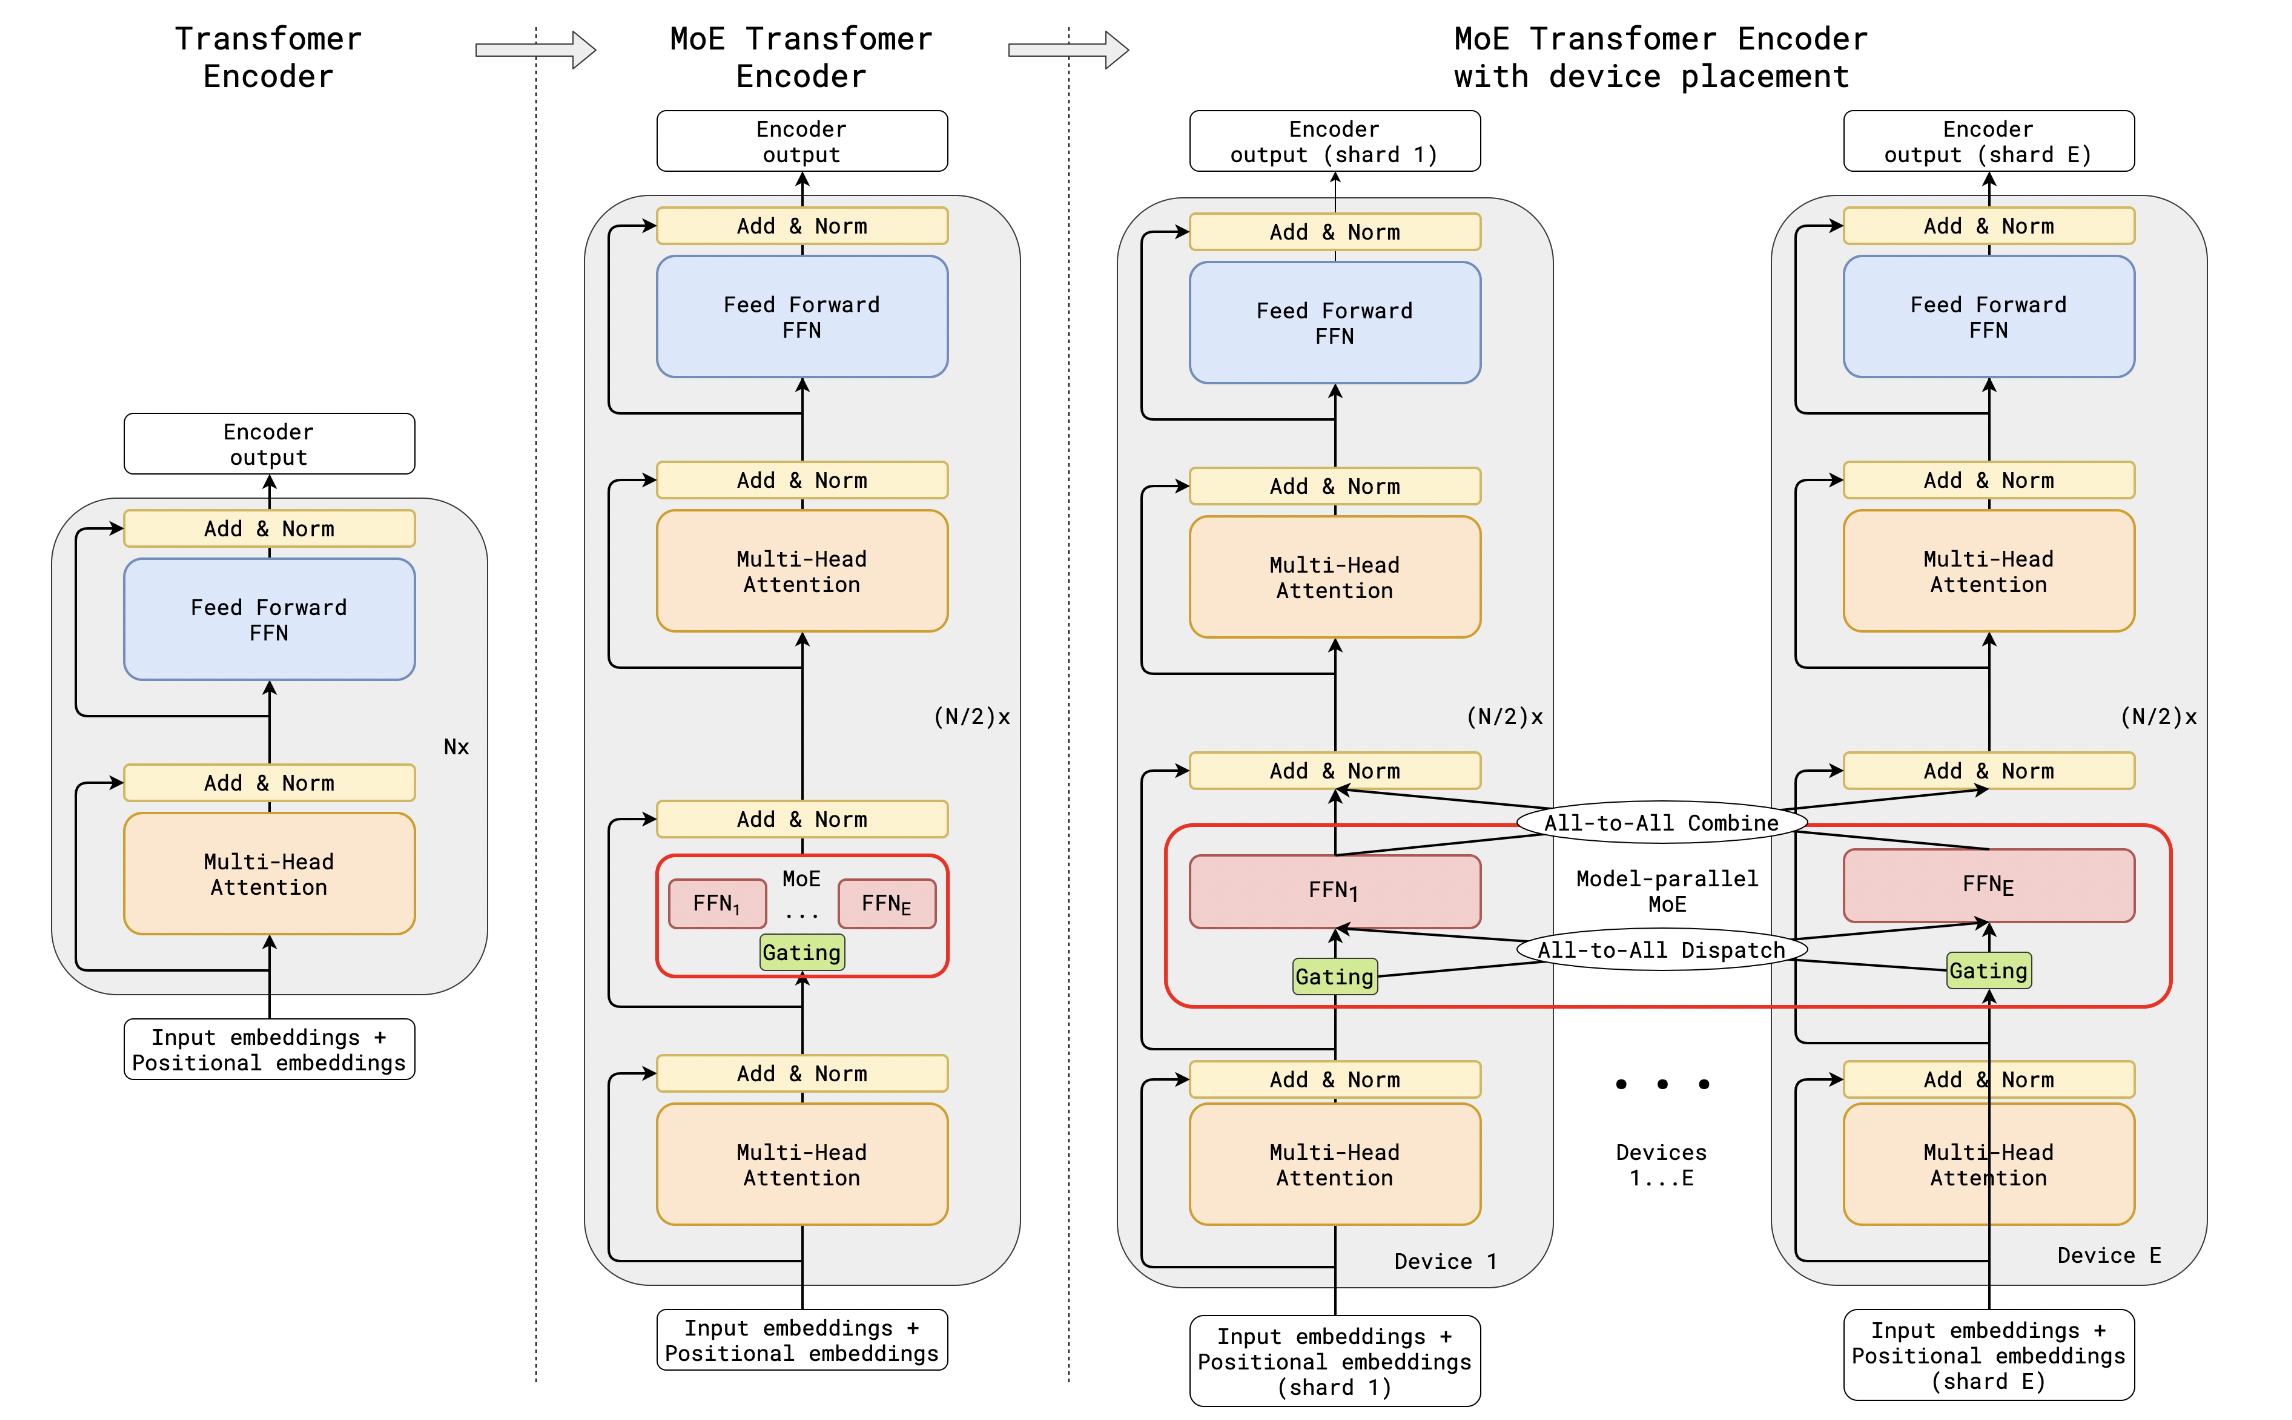 Transfomer
Encoder
Encoder
output
Add & Norm
Feed Forward
FFN
Nx
Add & Norm
Multi-Head
Attention
Input embeddings +
Positional embeddings
MoE Transfomer
Encoder
Encoder
output
Add & Norm
Feed Forward
FFN
Add & Norm
Multi-Head
Attention
(N/2)x
Add & Norm
MoE
FFN1
...
FFNE
Gating
Add & Norm
Multi-Head
Attention
Input embeddings +
Positional embeddings
MoE Transfomer Encoder
with device placement
Encoder
output (shard 1)
Add & Norm
Feed Forward
FFN
Add & Norm
Multi-Head
Attention
(N/2)x
Add & Norm
FFN1
Gating
Add & Norm
Multi-Head
Attention
Device 1
Input embeddings +
Positional embeddings
(shard 1)
All-to-All Combine
Model-parallel
MoE
All-to-All Dispatch
• • •
Devices
1...E
Encoder
output (shard E)
Add & Norm
Feed Forward
FFN
Add & Norm
Multi-Head
Attention
(N/2)x
Add & Norm
FFNE
Gating
Add & Norm
Multi-Head
Attention
Device E
Input embeddings +
Positional embeddings
(shard E)